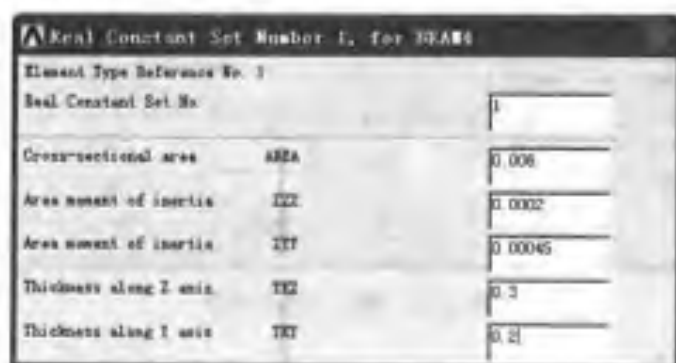 Real Constant Set Number 1, for BEAM4
Element Type Reference No. 1
Real Constant Set No. 1
Cross-sectional area AREA 0.006
Area moment of inertia IZZ 0.0002
Area moment of inertia IYY 0.00045
Thickness along Z axis TKZ 0.3
Thickness along Y axis TKY 0.2